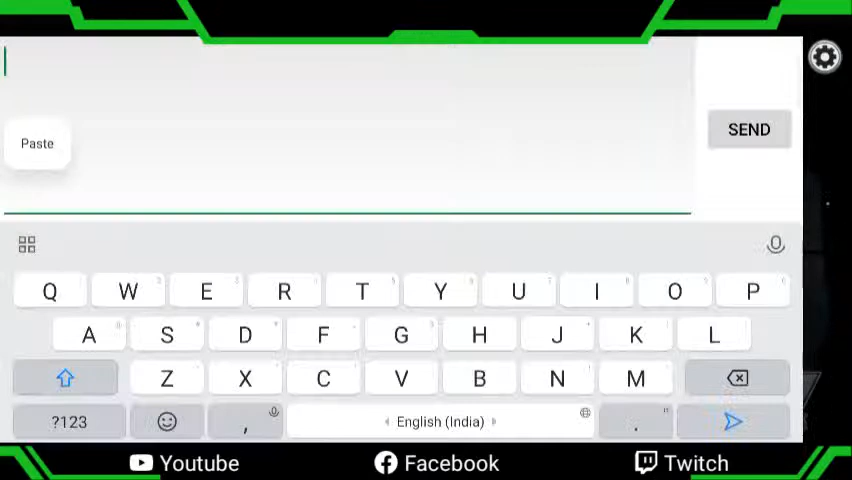 Paste
SEND
Q W E R T Y U I O P
A S D F G H J K L
Z X C V B N M
?123 , English (India) .
Youtube Facebook Twitch